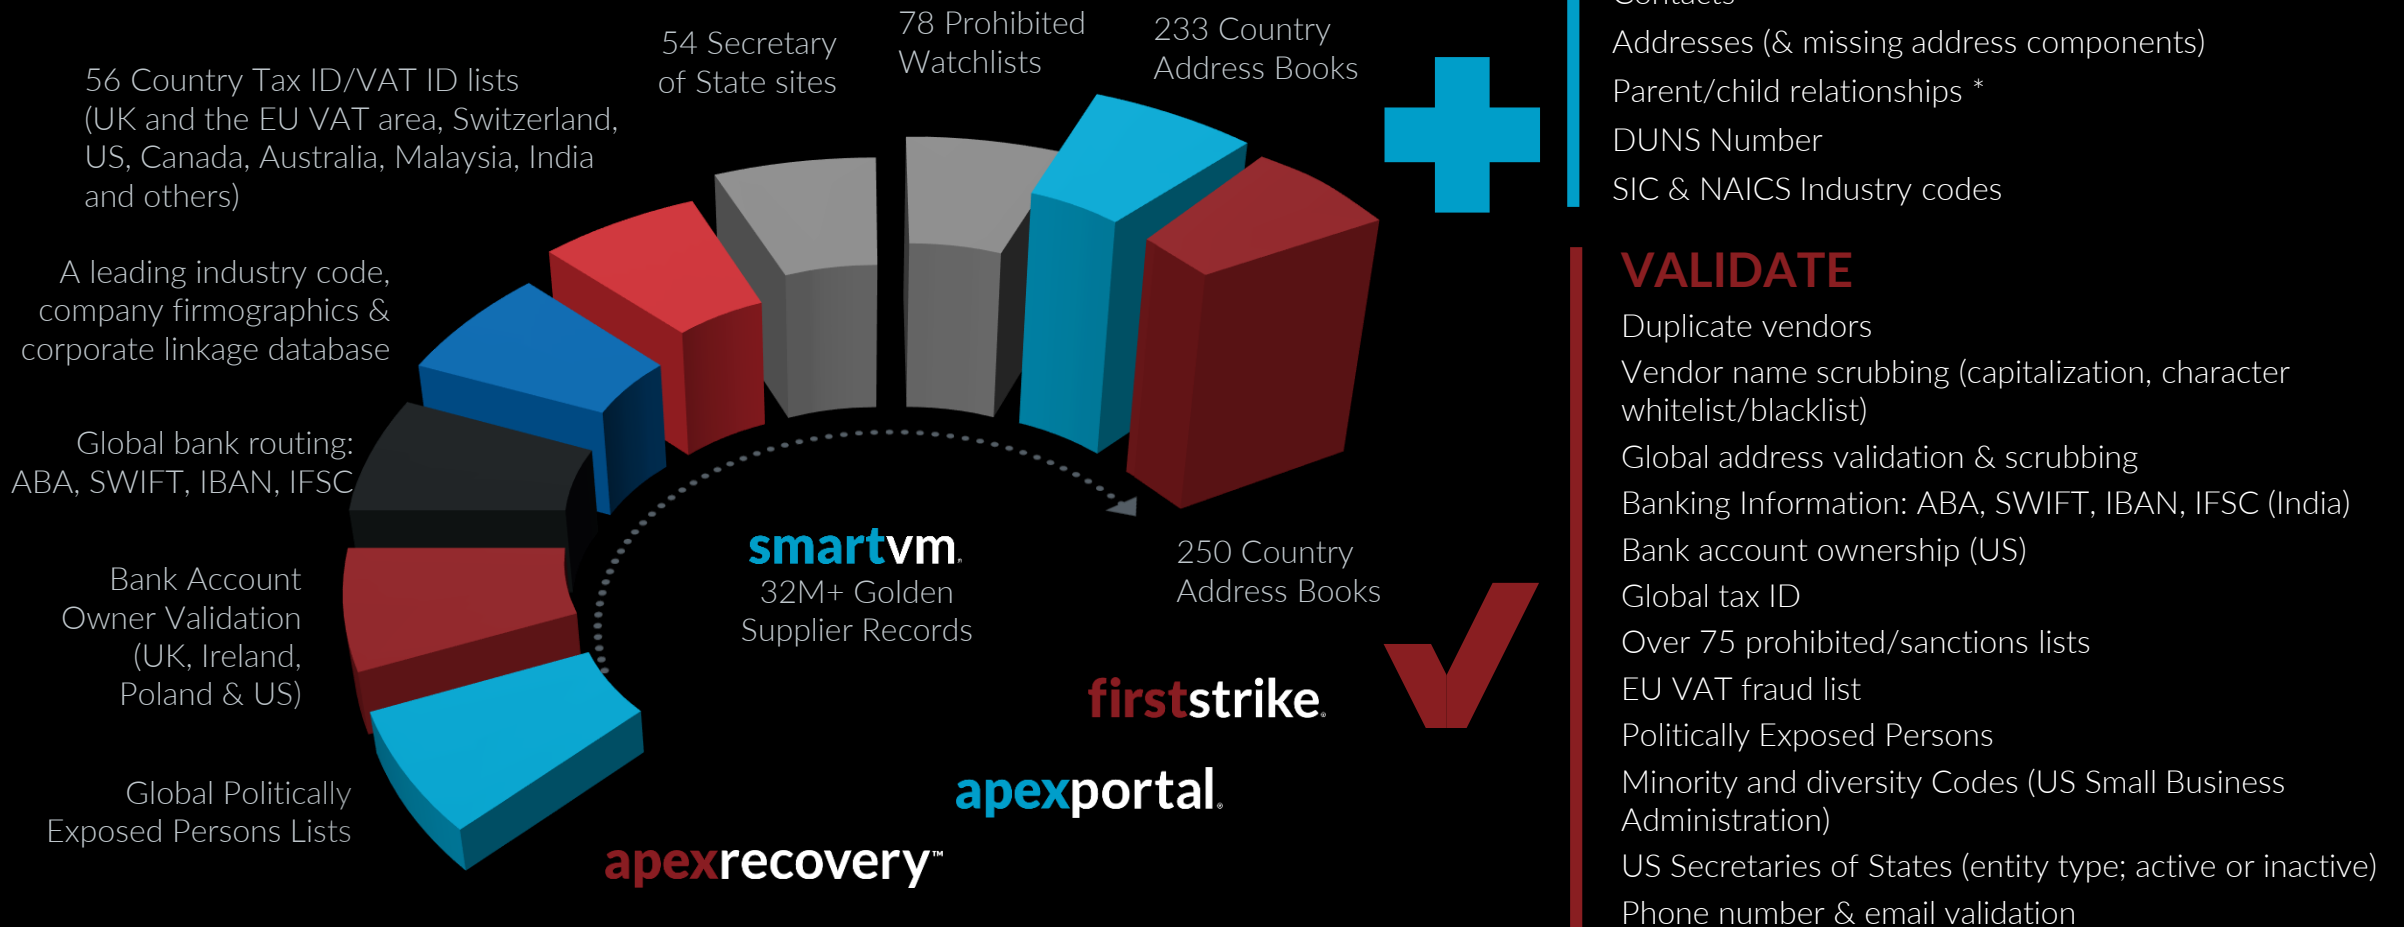 56 Country Tax ID/VAT ID lists
(UK and the EU VAT area, Switzerland,
US, Canada, Australia, Malaysia, India
and others)
54 Secretary
of State sites
78 Prohibited
Watchlists
233 Country
Address Books
A leading industry code,
company firmographics &
corporate linkage database
Global bank routing:
ABA, SWIFT, IBAN, IFSC
Bank Account
Owner Validation
(UK, Ireland,
Poland & US)
Global Politically
Exposed Persons Lists
smartvm®
32M+ Golden
Supplier Records
250 Country
Address Books
firststrike®
apexportal®
apexrecovery™
Addresses (& missing address components)
Parent/child relationships *
DUNS Number
SIC & NAICS Industry codes
VALIDATE
Duplicate vendors
Vendor name scrubbing (capitalization, character
whitelist/blacklist)
Global address validation & scrubbing
Banking Information: ABA, SWIFT, IBAN, IFSC (India)
Bank account ownership (US)
Global tax ID
Over 75 prohibited/sanctions lists
EU VAT fraud list
Politically Exposed Persons
Minority and diversity Codes (US Small Business
Administration)
US Secretaries of States (entity type; active or inactive)
Phone number & email validation